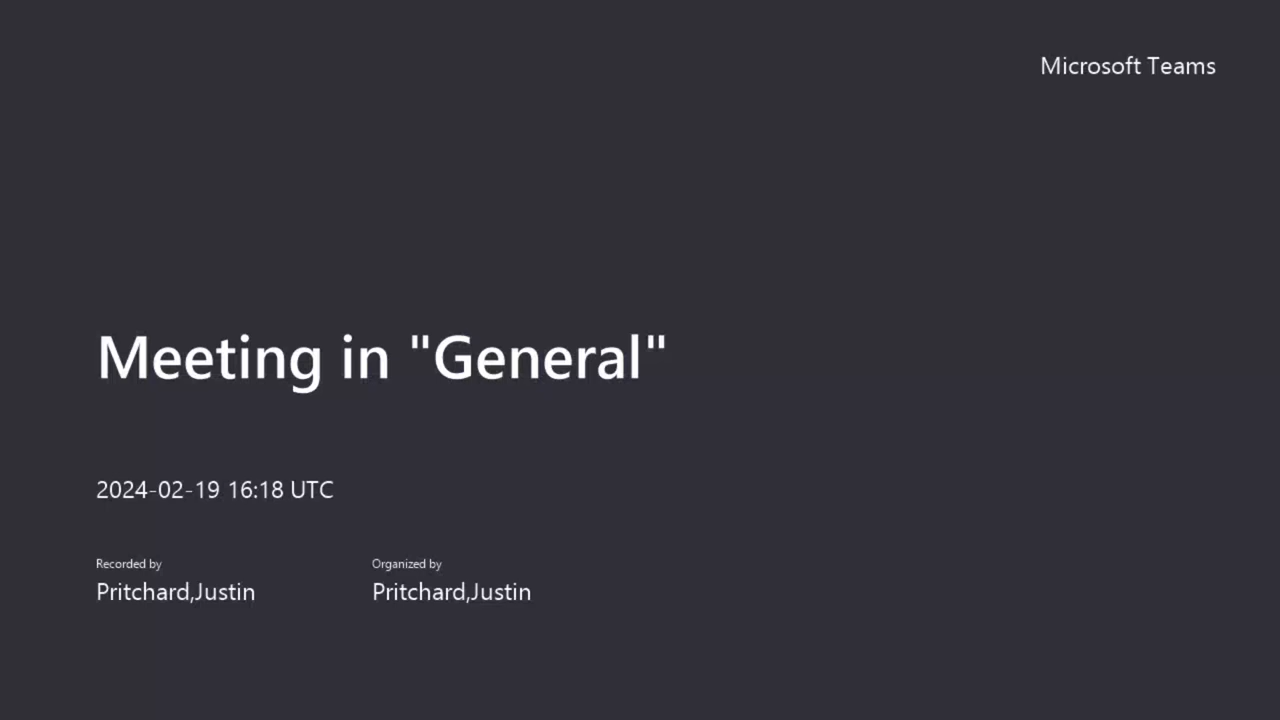 Microsoft Teams
Meeting in "General"
2024-02-19 16:18 UTC
Recorded by
Pritchard,Justin
Organized by
Pritchard,Justin